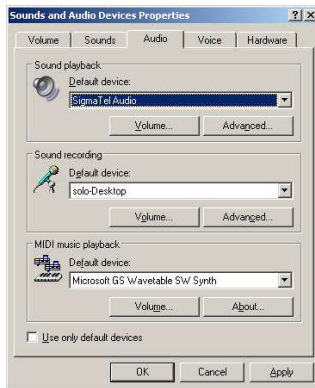 Sounds and Audio Devices Properties
Volume Sounds Audio Voice Hardware
Sound playback
Default device:
SigmaTel Audio
Volume... Advanced...
Sound recording
Default device:
solo-Desktop
Volume... Advanced...
MIDI music playback
Default device:
Microsoft GS Wavetable SW Synth
Volume... About...
Use only default devices
OK Cancel Apply